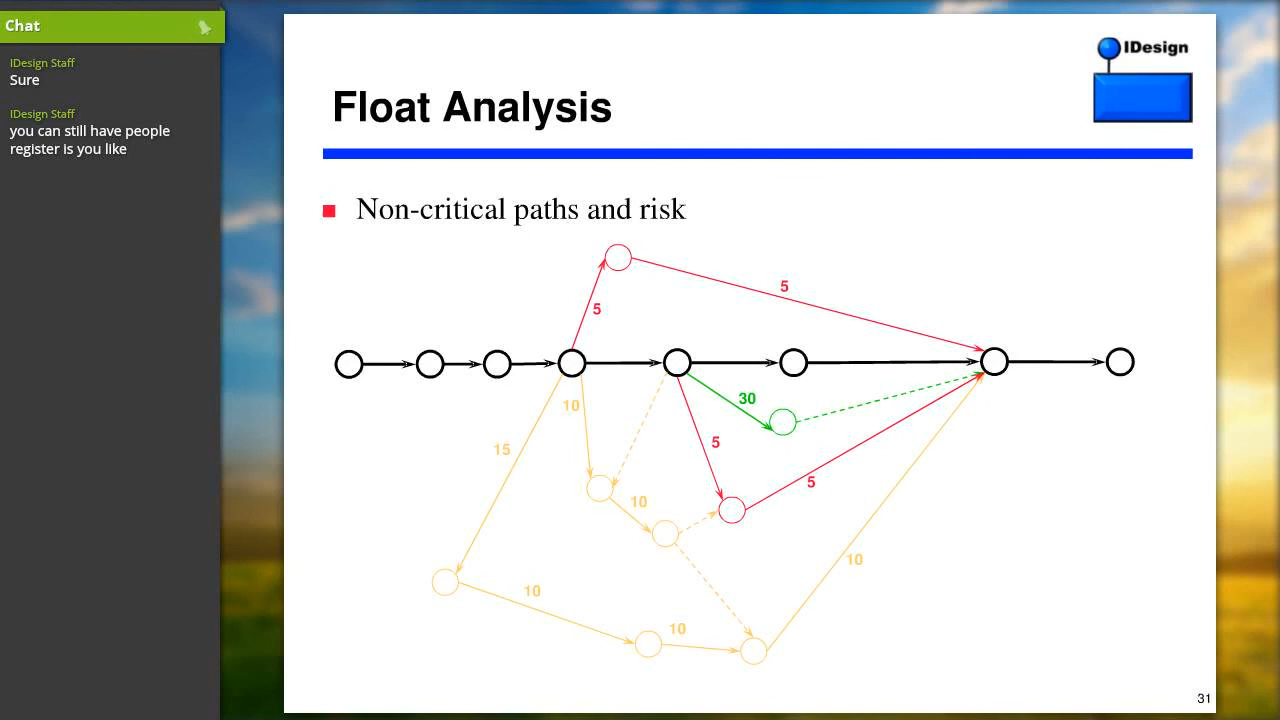 Chat
IDesign Staff
Sure
IDesign Staff
you can still have people
register is you like
IDesign
Float Analysis
Non-critical paths and risk
5
5
10
30
15
5
5
10
10
10
10
31